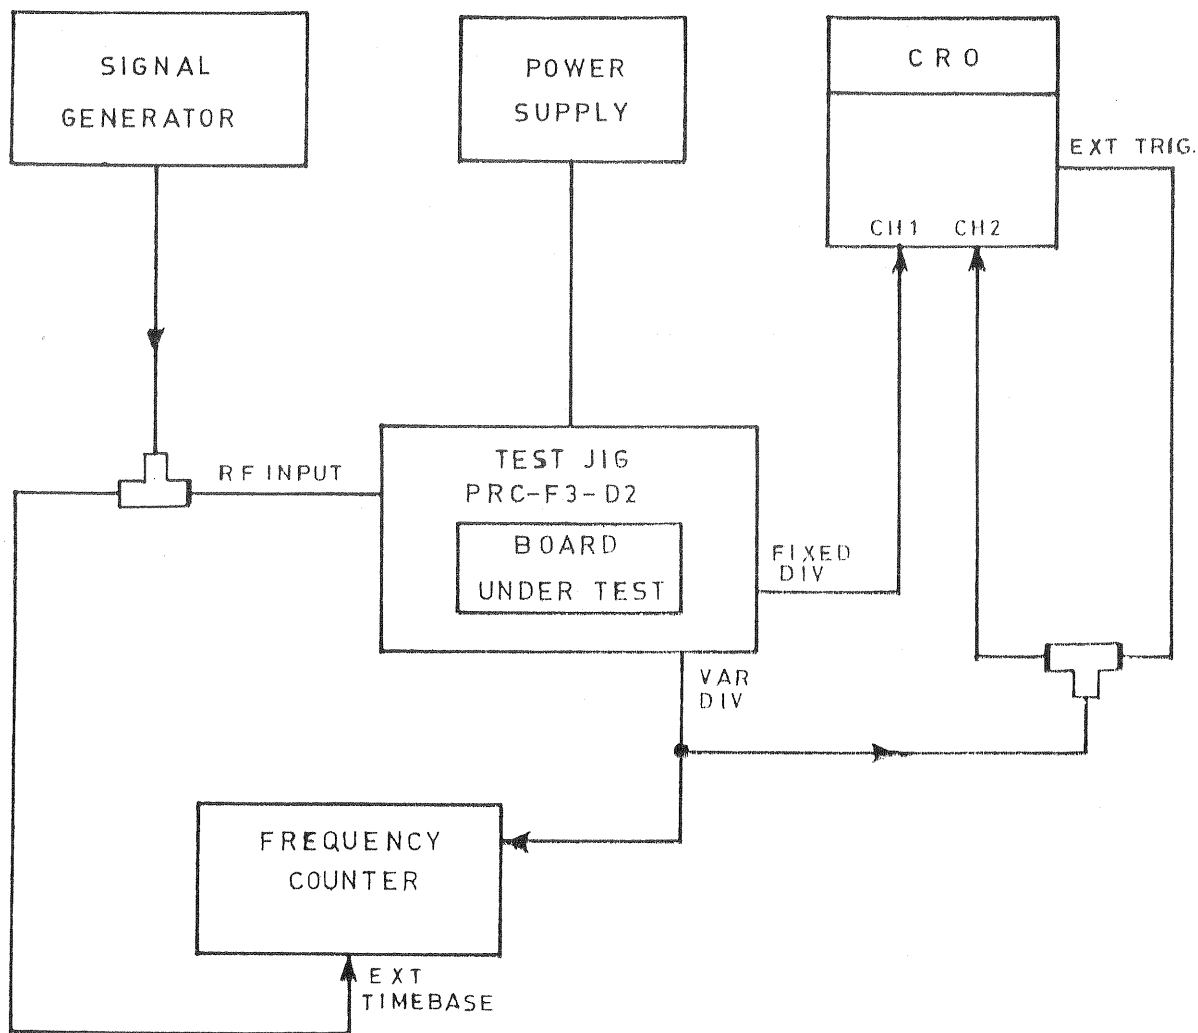 SIGNAL
GENERATOR
POWER
SUPPLY
CRO
EXT TRIG.
CH1
CH2
RF INPUT
TEST JIG
PRC-F3-D2
BOARD
UNDER TEST
FIXED
DIV
VAR
DIV
FREQUENCY
COUNTER
EXT
TIMEBASE